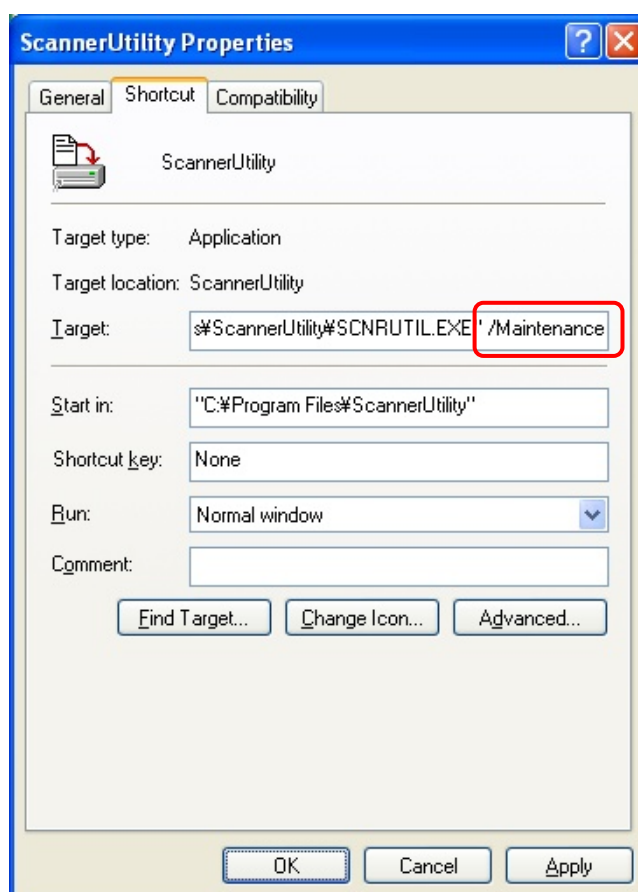 ScannerUtility Properties
General Shortcut Compatibility
ScannerUtility
Target type: Application
Target location: ScannerUtility
Target: s¥ScannerUtility¥SCNRUTIL.EXE" /Maintenance
Start in: "C:¥Program Files¥ScannerUtility"
Shortcut key: None
Run: Normal window
Comment:
Find Target... Change Icon... Advanced...
OK Cancel Apply